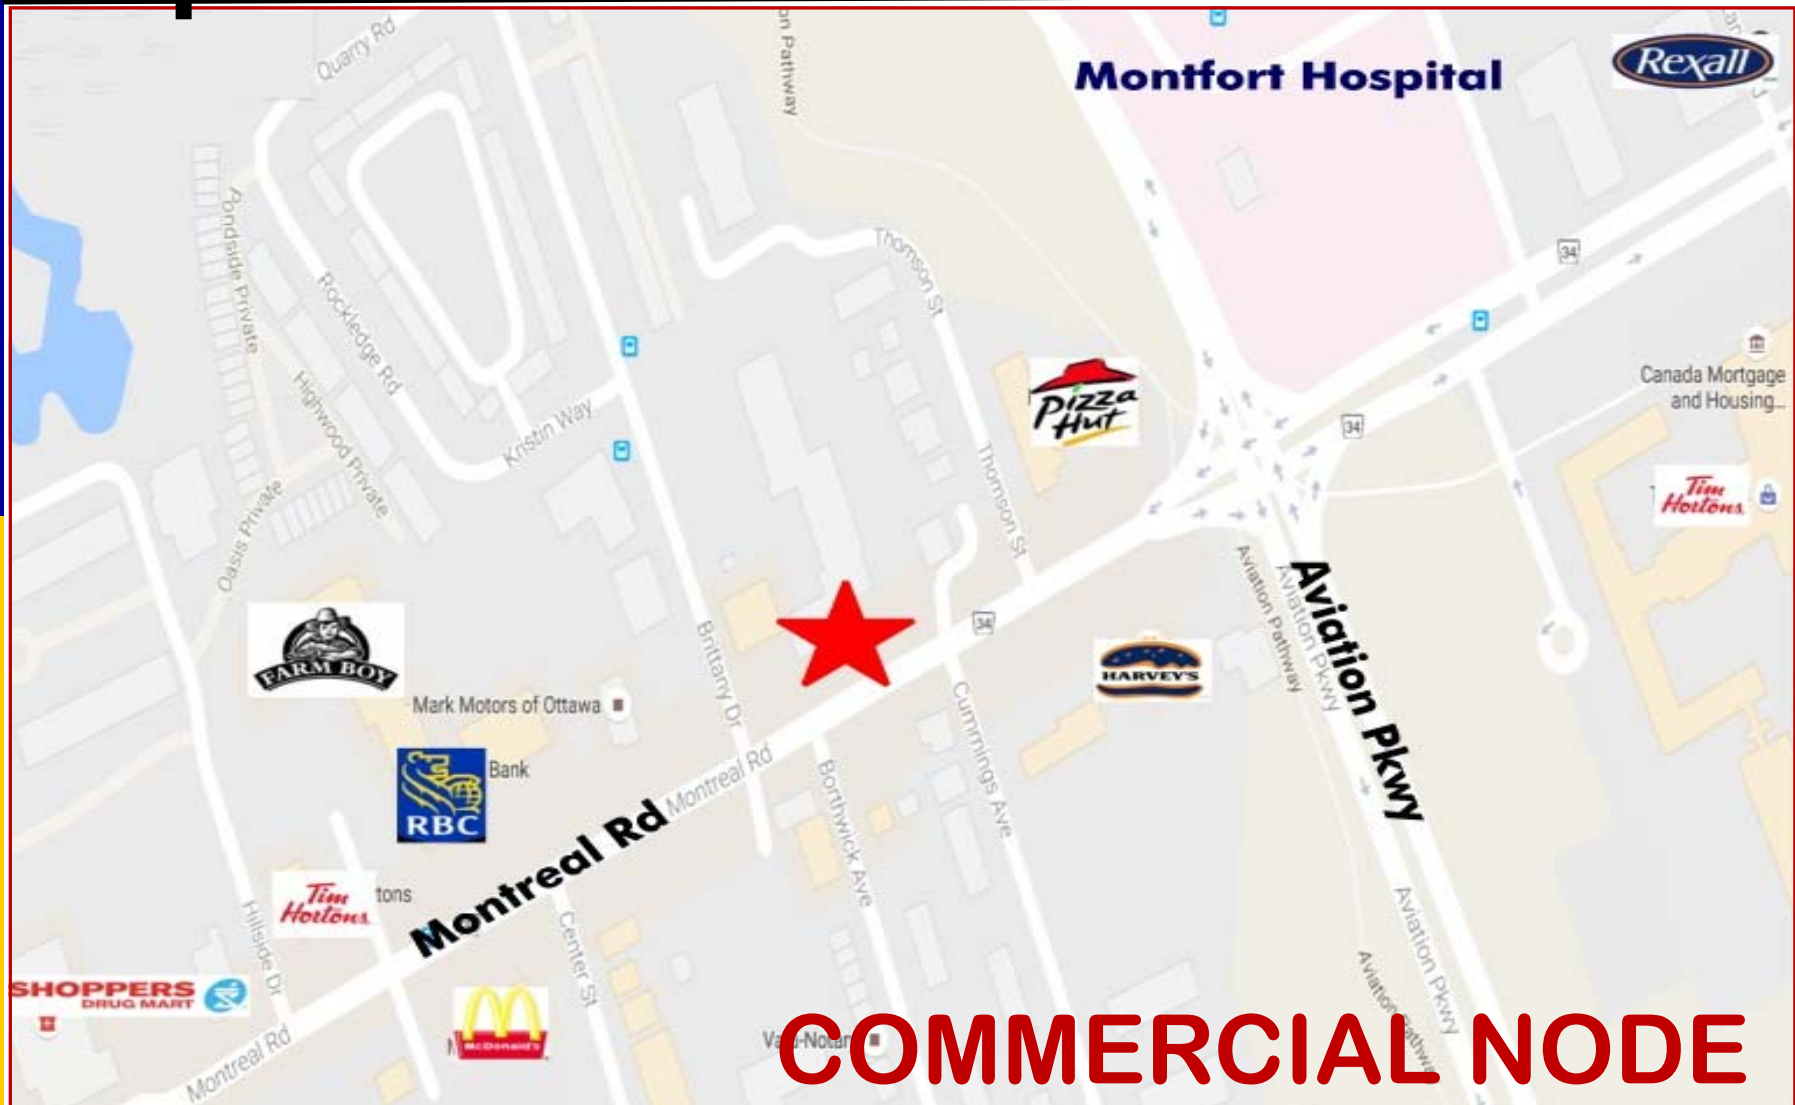 Quarry Rd
Pathway
Montfort Hospital
Rexall
Pondside Private
Thomson St
34
Rockledge Rd
Highwood Private
Kristin Way
Pizza
Hut
34
Canada Mortgage
and Housing...
Thomson St
Tim
Hortons
Oasis Private
Aviation Pathway
Aviation Pkwy
Aviation Pkwy
34
FARM BOY
HARVEY'S
Brittany Dr
Mark Motors of Ottawa
Cummings Ave
RBC
Bank
Montreal Rd
Montreal Rd
Borthwick Ave
Tim
Hortons
tons
Hillside Dr
Center St
Aviation Pkwy
Aviation Pathway
SHOPPERS
DRUG MART
McDonald's
Montreal Rd
COMMERCIAL NODE